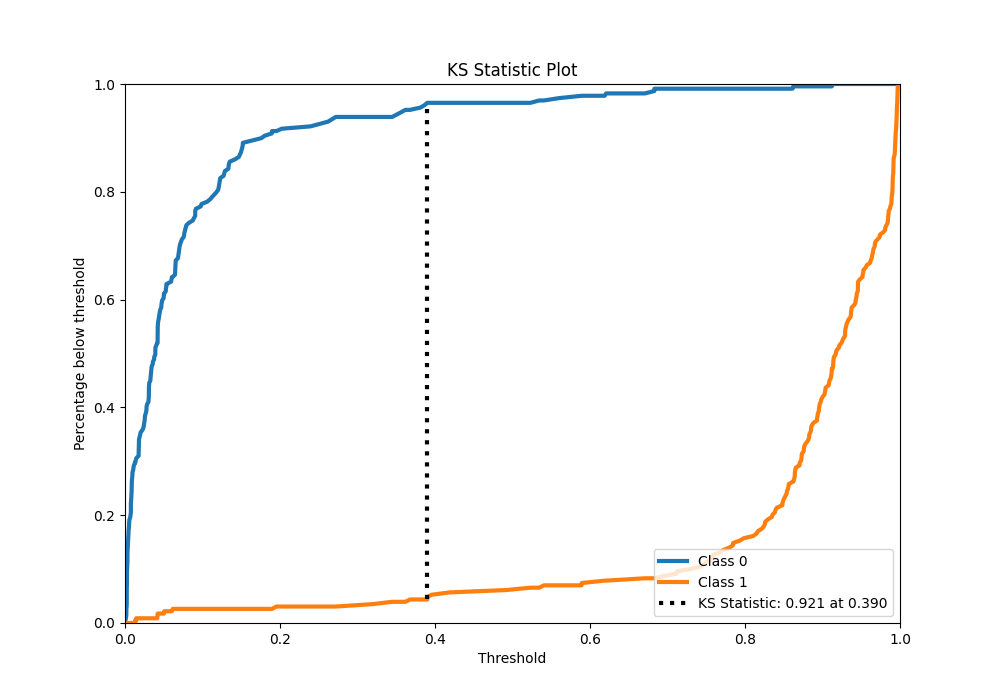 KS Statistic Plot
1.0
0.8
0.6
0.4
0.2
0.0
Percentage below threshold
Class 0
Class 1
KS Statistic: 0.921 at 0.390
0.0 0.2 0.4 0.6 0.8 1.0
Threshold